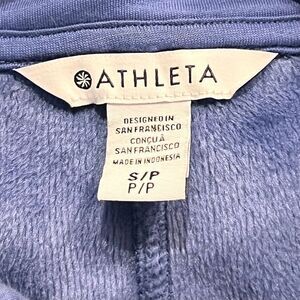 ATHLETA
DESIGNED IN
SAN FRANCISCO
CONÇU À
SAN FRANCISCO
MADE IN INDONESIA
S/P
P/P